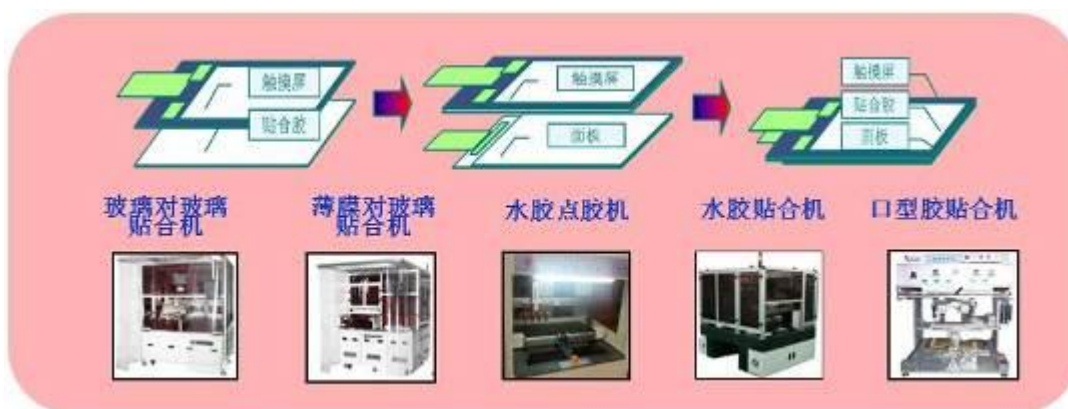 触摸屏
贴合胶
触摸屏
面板
触摸屏
贴合胶
面板
玻璃对玻璃
贴合机
薄膜对玻璃
贴合机
水胶点胶机
水胶贴合机
口型胶贴合机